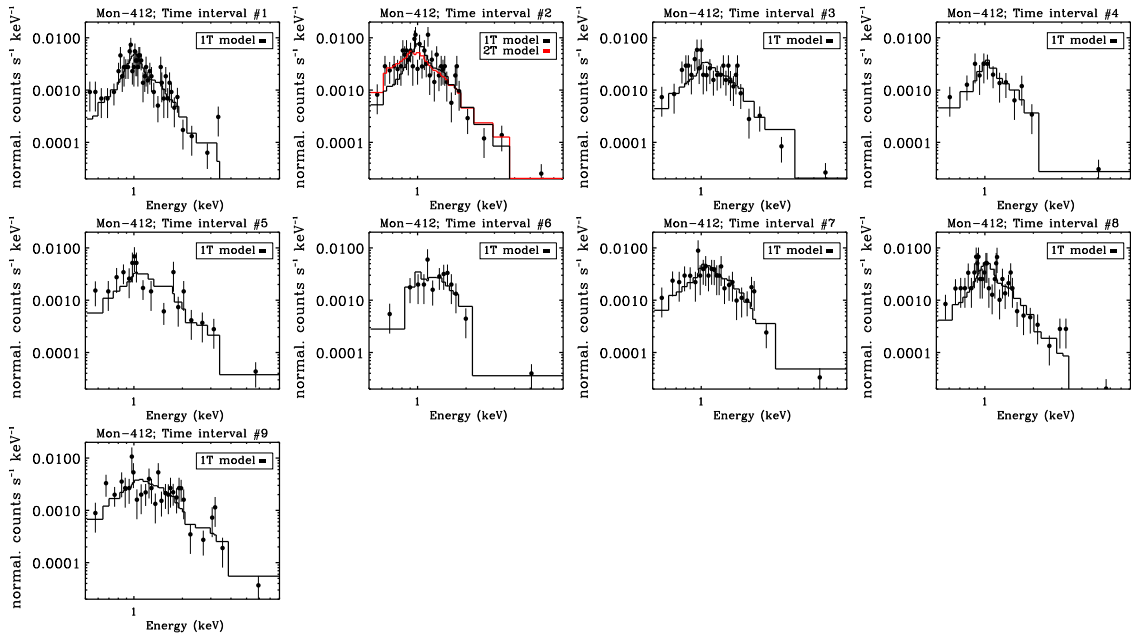 Mon-412; Time interval #1
normal. counts s⁻¹ keV⁻¹
0.0100
0.0010
0.0001
1T model
1
Energy (keV)
Mon-412; Time interval #2
normal. counts s⁻¹ keV⁻¹
0.0100
0.0010
0.0001
1T model
2T model
1
Energy (keV)
Mon-412; Time interval #3
normal. counts s⁻¹ keV⁻¹
0.0100
0.0010
0.0001
1T model
1
Energy (keV)
Mon-412; Time interval #4
normal. counts s⁻¹ keV⁻¹
0.0100
0.0010
0.0001
1T model
1
Energy (keV)
Mon-412; Time interval #5
normal. counts s⁻¹ keV⁻¹
0.0100
0.0010
0.0001
1T model
1
Energy (keV)
Mon-412; Time interval #6
normal. counts s⁻¹ keV⁻¹
0.0100
0.0010
0.0001
1T model
1
Energy (keV)
Mon-412; Time interval #7
normal. counts s⁻¹ keV⁻¹
0.0100
0.0010
0.0001
1T model
1
Energy (keV)
Mon-412; Time interval #8
normal. counts s⁻¹ keV⁻¹
0.0100
0.0010
0.0001
1T model
1
Energy (keV)
Mon-412; Time interval #9
normal. counts s⁻¹ keV⁻¹
0.0100
0.0010
0.0001
1T model
1
Energy (keV)